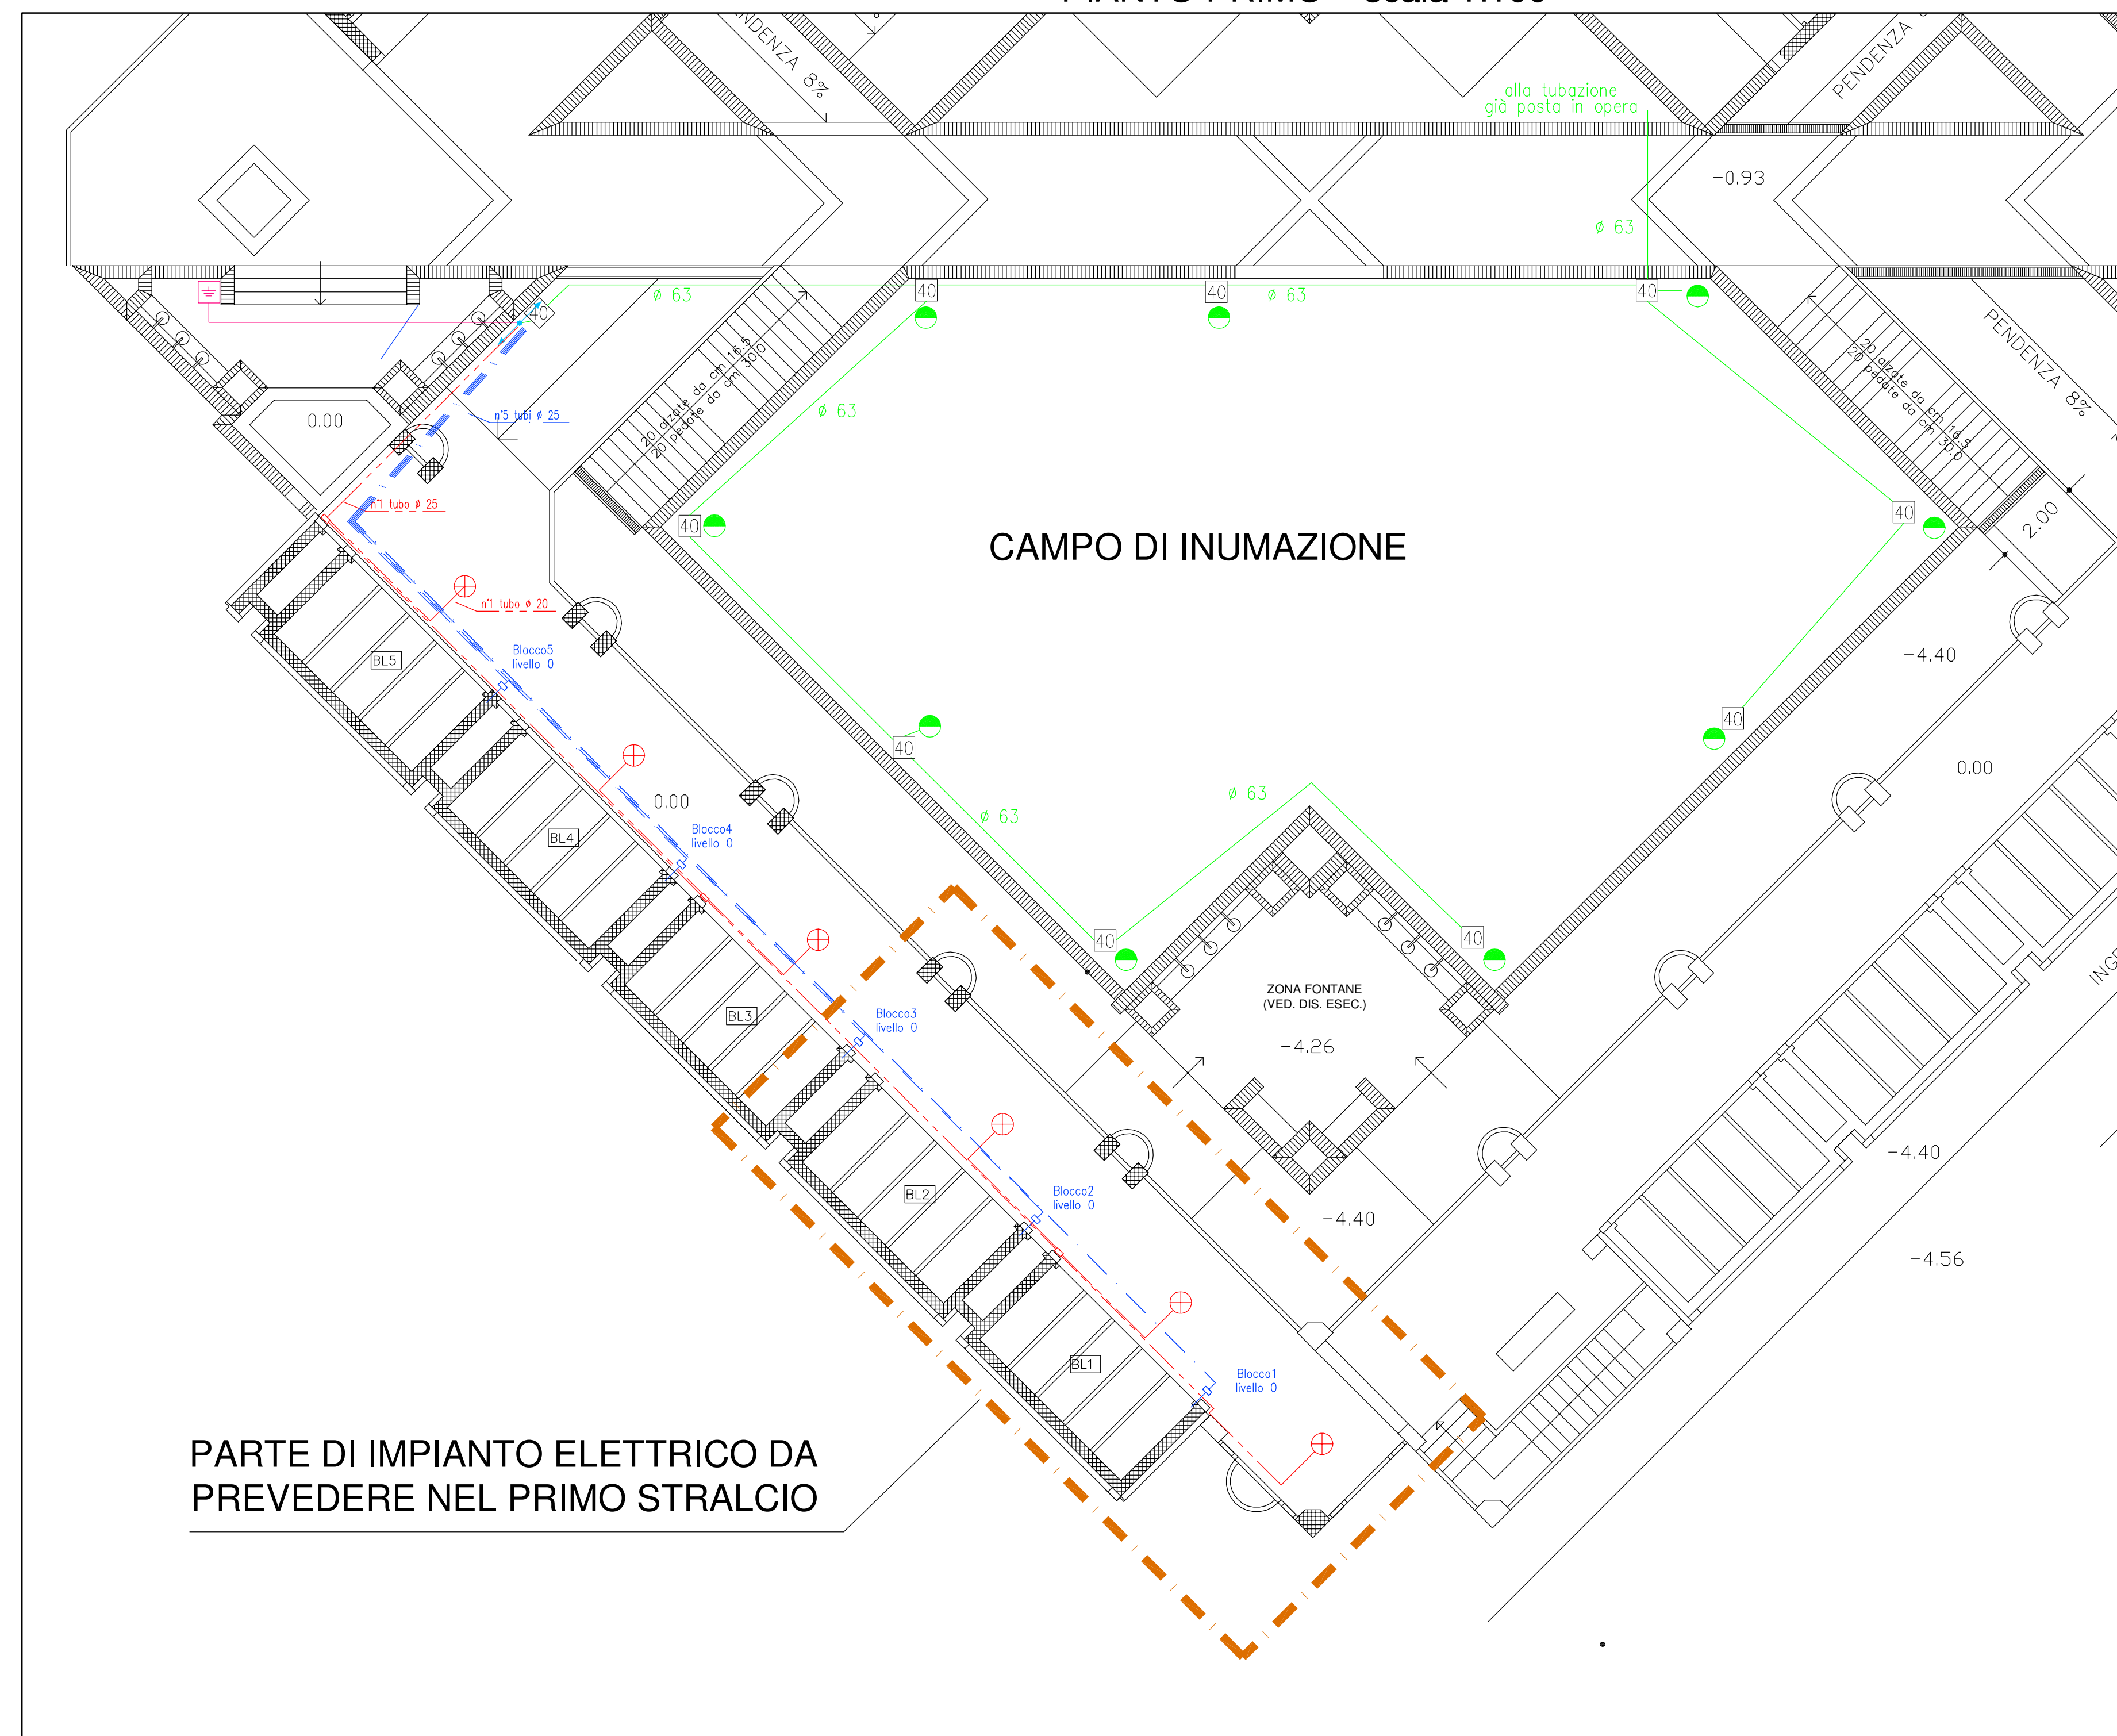 PENDENZA 8%
PENDENZA
alla tubazione
già posta in opera
-0.93
ø 63
40
ø 63
40
40
ø 63
40
20 alzate da cm 16.5
20 pedate da cm 30.0
20 alzate da cm 16.5
20 pedate da cm 30.0
PENDENZA 8%
0.00
n°5 tubi ø 25
ø 63
n°1 tubo ø 25
40
40
2.00
CAMPO DI INUMAZIONE
n°1 tubo ø 20
Blocco5
livello 0
BL5
-4.40
40
40
0.00
0.00
ø 63
ø 63
Blocco4
livello 0
BL4
40
40
ZONA FONTANE
(VED. DIS. ESEC.)
-4.26
Blocco3
livello 0
BL3
-4.40
Blocco2
livello 0
BL2
-4.40
-4.56
BL1
Blocco1
livello 0
PARTE DI IMPIANTO ELETTRICO DA
PREVEDERE NEL PRIMO STRALCIO